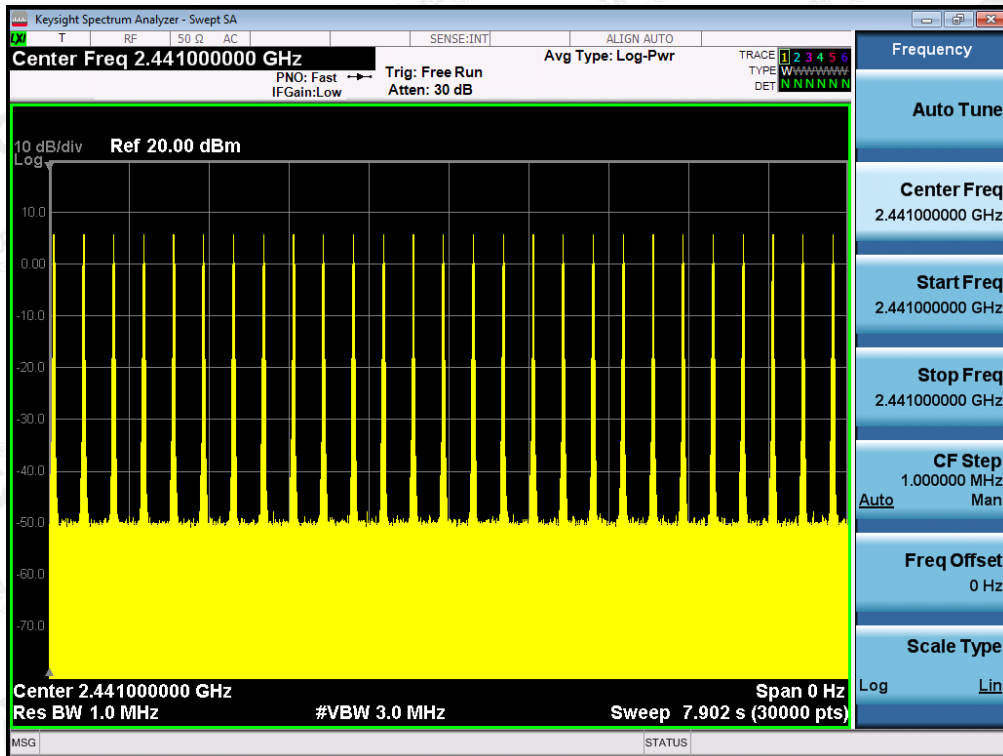 Keysight Spectrum Analyzer - Swept SA
LXI T RF 50 Ω AC SENSE:INT ALIGN AUTO
Center Freq 2.441000000 GHz
PNO: Fast
IFGain:Low
Trig: Free Run
Atten: 30 dB
Avg Type: Log-Pwr
TRACE 1 2 3 4 5 6
TYPE W W W W W W
DET N N N N N N
10 dB/div Ref 20.00 dBm
Log
10.0
0.00
-10.0
-20.0
-30.0
-40.0
-50.0
-60.0
-70.0
Center 2.441000000 GHz Span 0 Hz
Res BW 1.0 MHz #VBW 3.0 MHz Sweep 7.902 s (30000 pts)
MSG STATUS
Frequency
Auto Tune
Center Freq
2.441000000 GHz
Start Freq
2.441000000 GHz
Stop Freq
2.441000000 GHz
CF Step
1.000000 MHz
Auto Man
Freq Offset
0 Hz
Scale Type
Log Lin